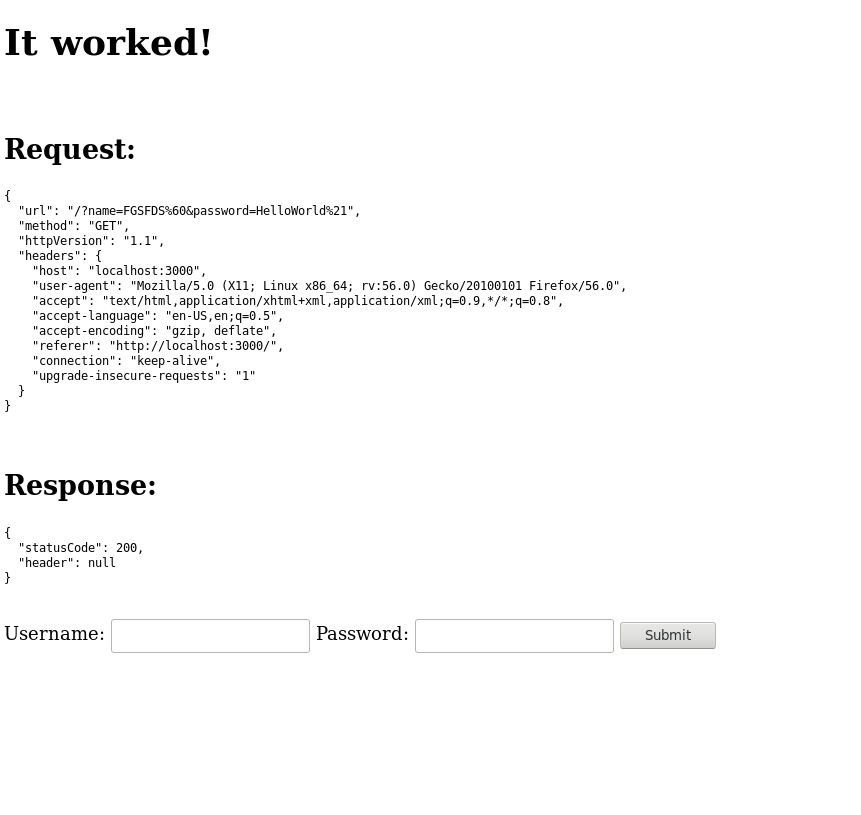 It worked!
Request:
{
  "url": "/?name=FGSFDS%60&password=HelloWorld%21",
  "method": "GET",
  "httpVersion": "1.1",
  "headers": {
    "host": "localhost:3000",
    "user-agent": "Mozilla/5.0 (X11; Linux x86_64; rv:56.0) Gecko/20100101 Firefox/56.0",
    "accept": "text/html,application/xhtml+xml,application/xml;q=0.9,*/*;q=0.8",
    "accept-language": "en-US,en;q=0.5",
    "accept-encoding": "gzip, deflate",
    "referer": "http://localhost:3000/",
    "connection": "keep-alive",
    "upgrade-insecure-requests": "1"
  }
}
Response:
{
  "statusCode": 200,
  "header": null
}
Username: Password: Submit